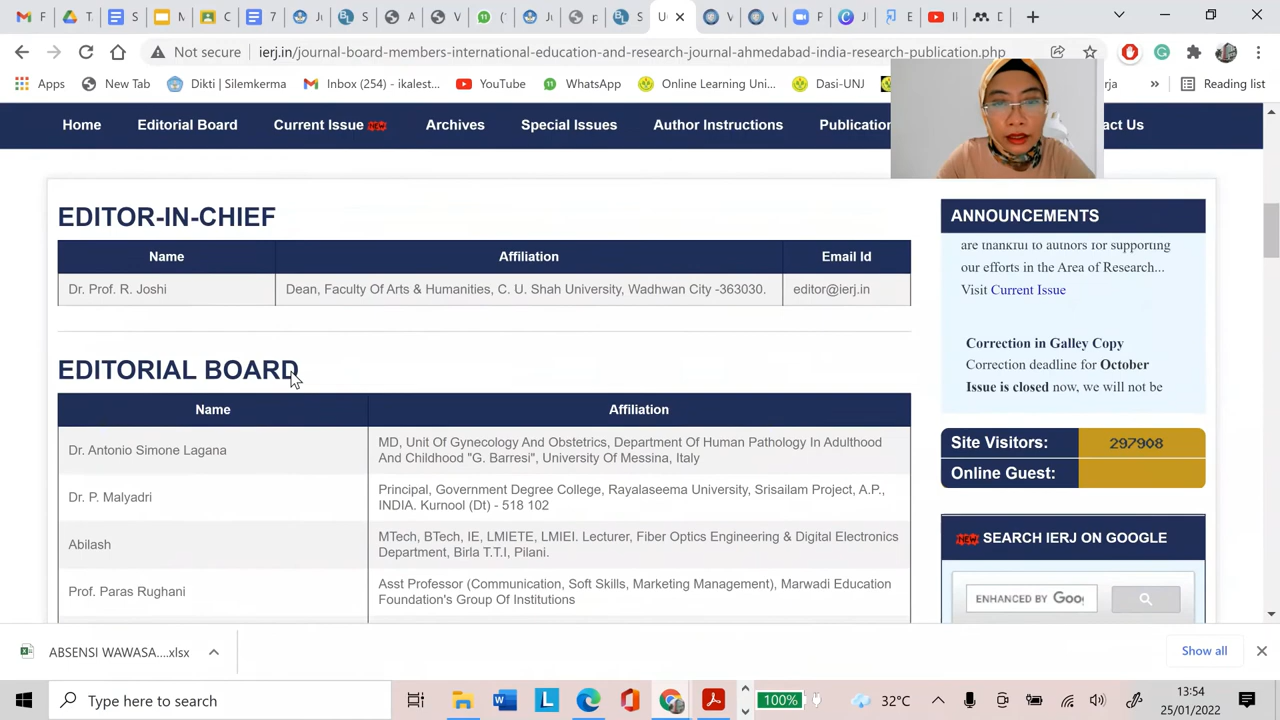 Not secure
ierj.in/journal-board-members-international-education-and-research-journal-ahmedabad-india-research-publication.php
Apps
New Tab
Dikti | Silemkerma
Inbox (254) - ikalest...
YouTube
WhatsApp
Online Learning Uni...
Dasi-UNJ
rja
»
Reading list
Home
Editorial Board
Current Issue NEW
Archives
Special Issues
Author Instructions
Publication
act Us
EDITOR-IN-CHIEF
Name
Affiliation
Email Id
Dr. Prof. R. Joshi
Dean, Faculty Of Arts & Humanities, C. U. Shah University, Wadhwan City -363030.
editor@ierj.in
EDITORIAL BOARD
Name
Affiliation
Dr. Antonio Simone Lagana
MD, Unit Of Gynecology And Obstetrics, Department Of Human Pathology In Adulthood
And Childhood "G. Barresi", University Of Messina, Italy
Dr. P. Malyadri
Principal, Government Degree College, Rayalaseema University, Srisailam Project, A.P.,
INDIA. Kurnool (Dt) - 518 102
Abilash
MTech, BTech, IE, LMIETE, LMIEI. Lecturer, Fiber Optics Engineering & Digital Electronics
Department, Birla T.T.I, Pilani.
Prof. Paras Rughani
Asst Professor (Communication, Soft Skills, Marketing Management), Marwadi Education
Foundation's Group Of Institutions
ANNOUNCEMENTS
are thankful to authors for supporting
our efforts in the Area of Research...
Visit Current Issue
Correction in Galley Copy
Correction deadline for October
Issue is closed now, we will not be
Site Visitors:
297908
Online Guest:
NEW SEARCH IERJ ON GOOGLE
ENHANCED BY Goo
ABSENSI WAWASA....xlsx
Show all
Type here to search
100%
32°C
13:54
25/01/2022